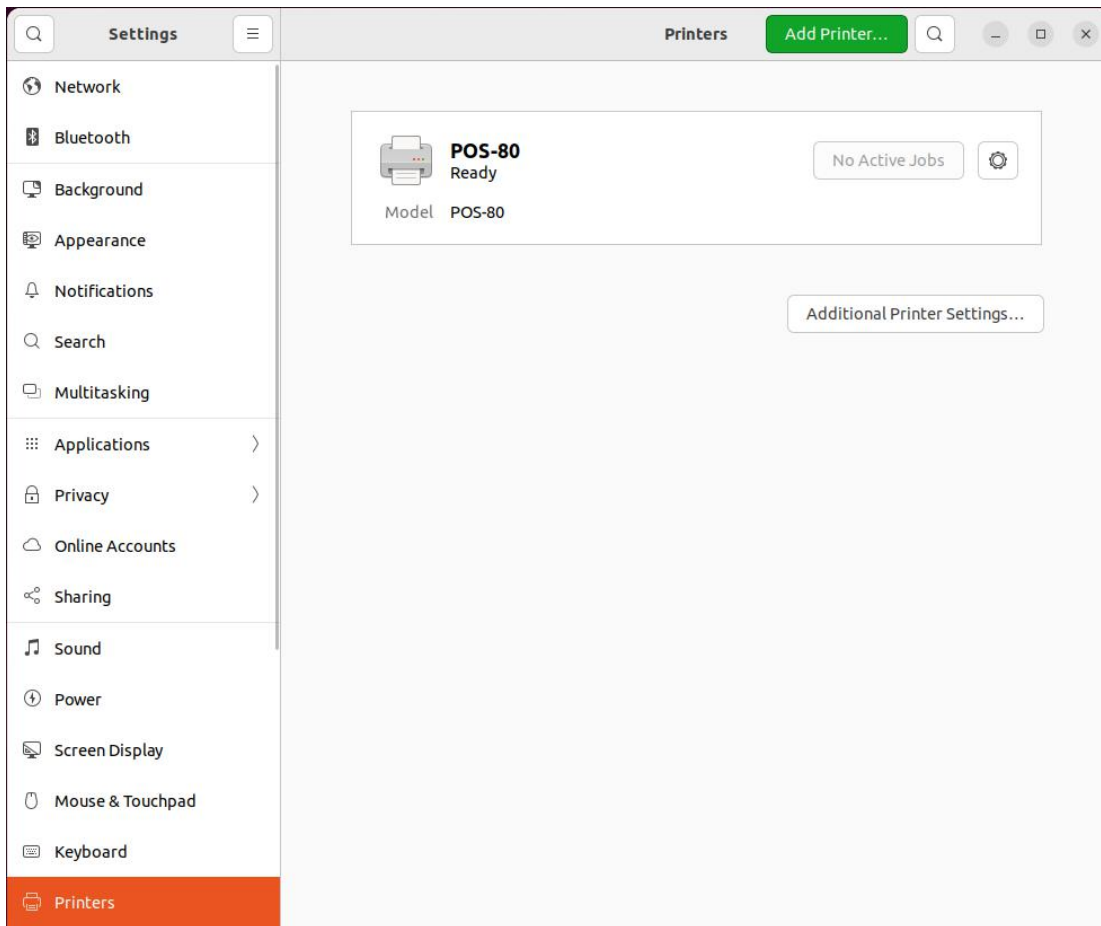 Settings
Printers
Add Printer...
Network
Bluetooth
Background
Appearance
Notifications
Search
Multitasking
Applications
Privacy
Online Accounts
Sharing
Sound
Power
Screen Display
Mouse & Touchpad
Keyboard
Printers
POS-80
Ready
No Active Jobs
Model POS-80
Additional Printer Settings...